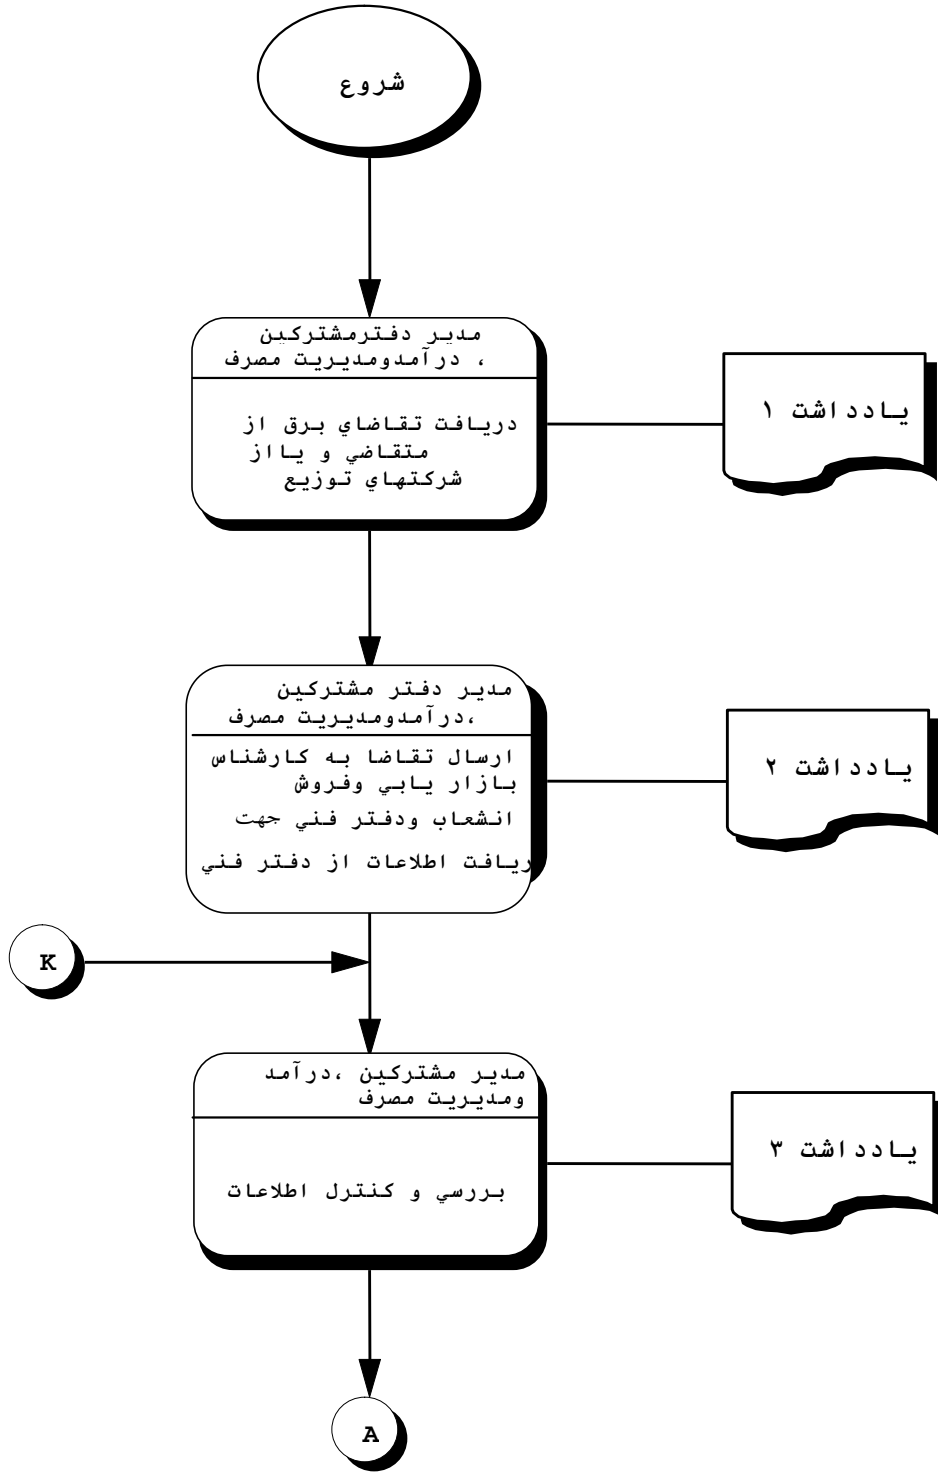 شروع
مدير دفترمشتركين
، درآمدومديريت مصرف
دريافت تقاضاي برق از
متقاضي و يااز
شركتهاي توزيع
يادداشت ۱
مدير دفتر مشتركين
،درآمدومديريت مصرف
ارسال تقاضا به كارشناس
بازار يابي وفروش
انشعاب ودفتر فني جهت
ريافت اطلاعات از دفتر فني
يادداشت ۲
K
مدير مشتركين ،درآمد
ومديريت مصرف
بررسي و كنترل اطلاعات
يادداشت ۳
A